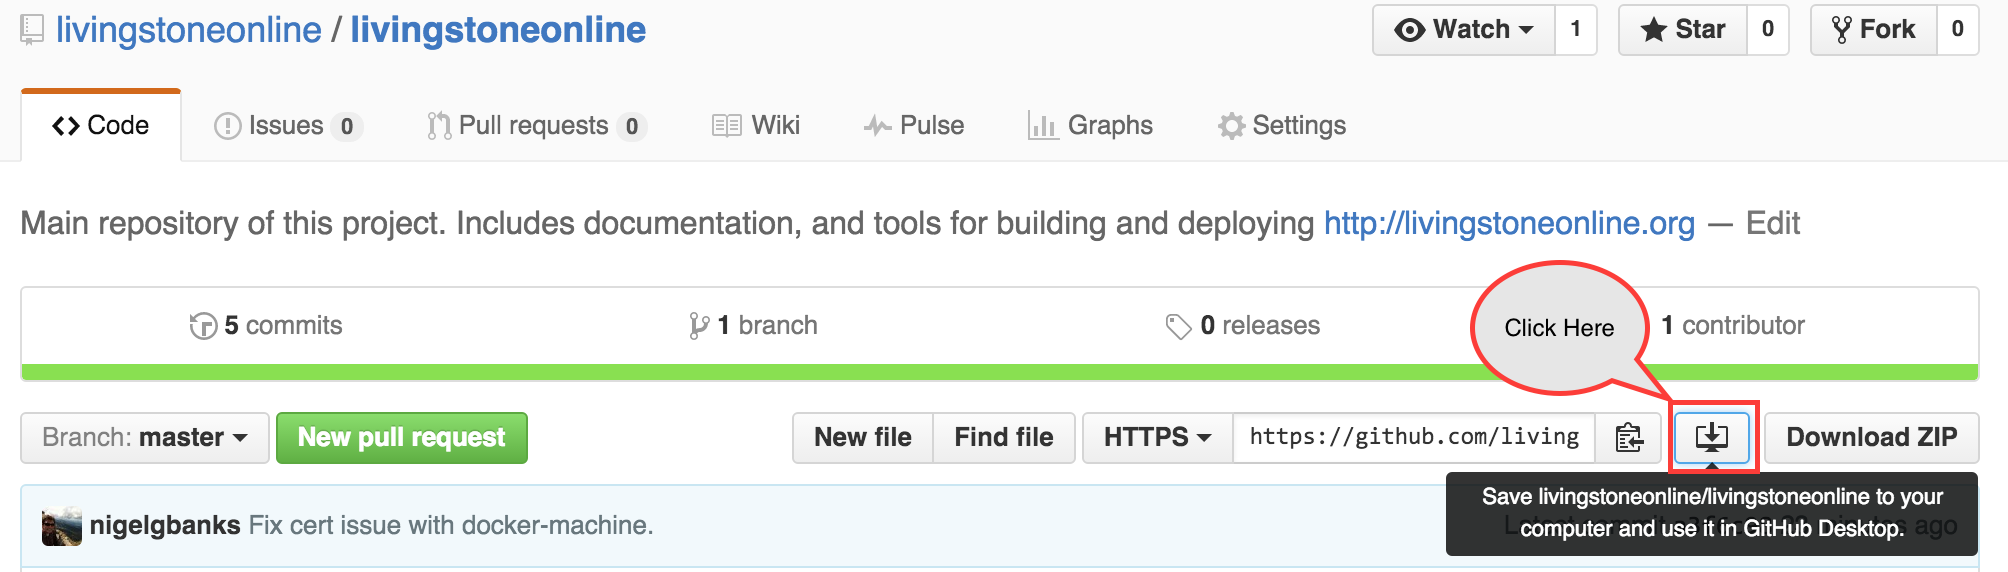 livingstoneonline / livingstoneonline
Watch 1
Star 0
Fork 0
Code
Issues 0
Pull requests 0
Wiki
Pulse
Graphs
Settings
Main repository of this project. Includes documentation, and tools for building and deploying http://livingstoneonline.org — Edit
5 commits
1 branch
0 releases
Click Here
1 contributor
Branch: master
New pull request
New file
Find file
HTTPS
https://github.com/living
Download ZIP
Save livingstoneonline/livingstoneonline to your
computer and use it in GitHub Desktop.
nigelgbanks Fix cert issue with docker-machine.
ago